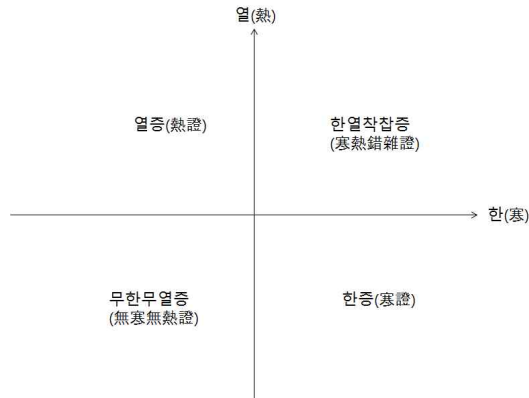 열(熱)
열증(熱證)
한열착찹증
(寒熱錯雜證)
한(寒)
무한무열증
(無寒無熱證)
한증(寒證)